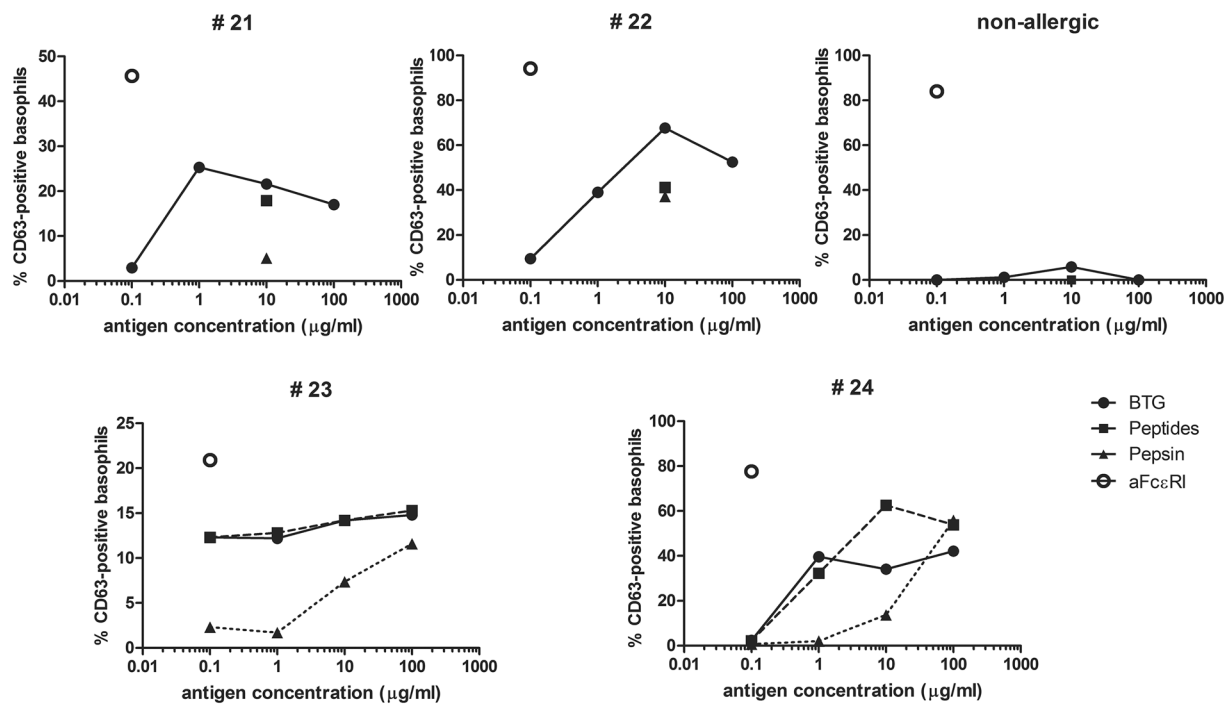 # 21
% CD63-positive basophils
50
40
30
20
10
0
0.01 0.1 1 10 100 1000
antigen concentration (µg/ml)
# 22
% CD63-positive basophils
100
80
60
40
20
0
0.01 0.1 1 10 100 1000
antigen concentration (µg/ml)
non-allergic
% CD63-positive basophils
100
80
60
40
20
0
0.01 0.1 1 10 100 1000
antigen concentration (µg/ml)
# 23
% CD63-positive basophils
25
20
15
10
5
0
0.01 0.1 1 10 100 1000
antigen concentration (µg/ml)
# 24
% CD63-positive basophils
100
80
60
40
20
0
0.01 0.1 1 10 100 1000
antigen concentration (µg/ml)
BTG
Peptides
Pepsin
aFcεRI